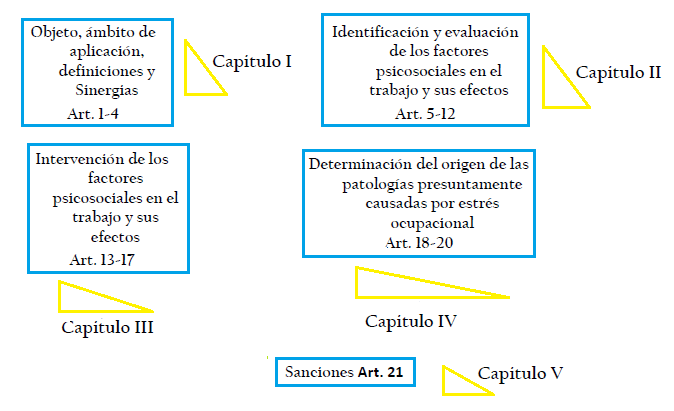 Objeto, ámbito de
aplicación,
definiciones y
Sinergias
Art. 1-4
Capitulo I
Identificación y evaluación
de los factores
psicosociales en el
trabajo y sus efectos
Art. 5-12
Capitulo II
Intervención de los
factores
psicosociales en el
trabajo y sus
efectos
Art. 13-17
Capitulo III
Determinación del origen de las
patologías presuntamente
causadas por estrés
ocupacional
Art. 18-20
Capitulo IV
Sanciones Art. 21
Capitulo V